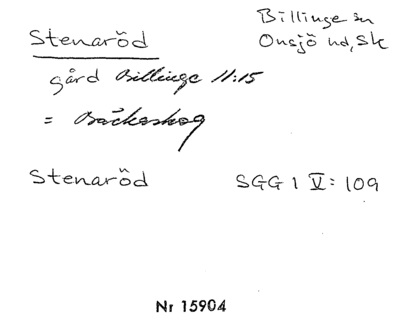 Stenaröd
Billinge sn
Onsjö hd, Sk
gård Billinge 11:15
= Bäckaskog
Stenaröd SGG 1 V: 109
Nr 15904